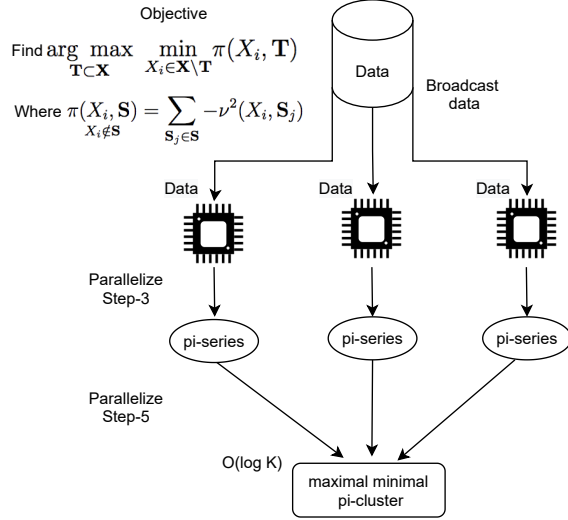 Objective
Find arg max min π(X_i, T)
T⊂X X_i∈X\T
Where π(X_i, S) = ∑ −ν²(X_i, S_j)
X_i∉S S_j∈S
Data
Broadcast
data
Data Data Data
Parallelize
Step-3
pi-series pi-series pi-series
Parallelize
Step-5
O(log K)
maximal minimal
pi-cluster